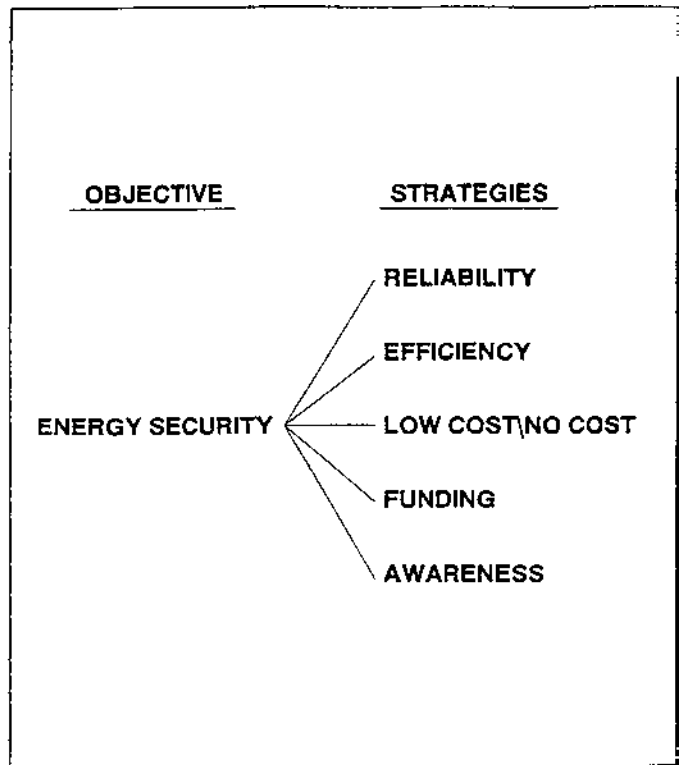 OBJECTIVE STRATEGIES
RELIABILITY
EFFICIENCY
ENERGY SECURITY LOW COST\NO COST
FUNDING
AWARENESS